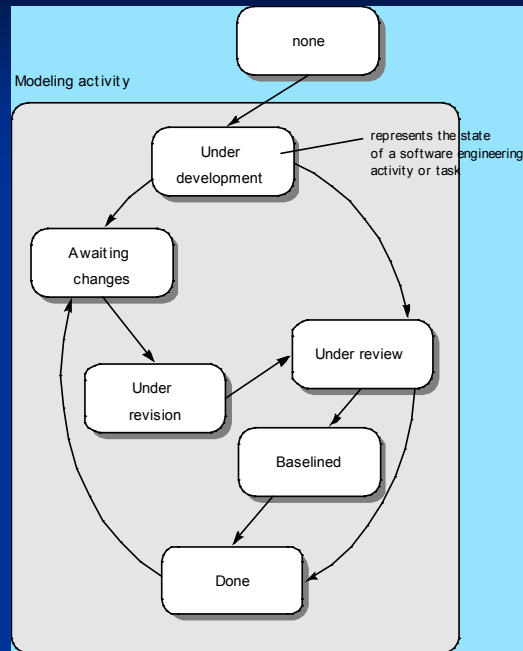 none
Modeling activity
represents the state
of a software engineering
activity or task
Under
development
Awaiting
changes
Under review
Under
revision
Baselined
Done